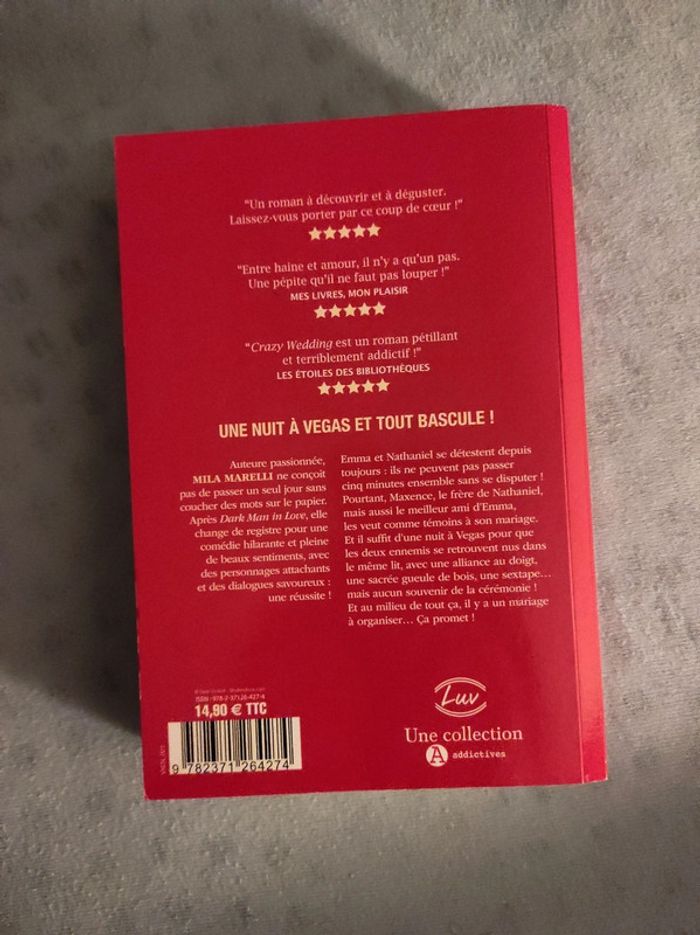 “Un roman à découvrir et à déguster.
Laissez-vous porter par ce coup de cœur !”
“Entre haine et amour, il n’y a qu’un pas.
Une pépite qu’il ne faut pas louper !”
MES LIVRES, MON PLAISIR
“Crazy Wedding est un roman pétillant
et terriblement addictif !”
LES ÉTOILES DES BIBLIOTHÈQUES
UNE NUIT À VEGAS ET TOUT BASCULE !
Auteure passionnée,
MILA MARELLI ne conçoit
pas de passer un seul jour sans
coucher des mots sur le papier.
Après Dark Man in Love, elle
change de registre pour une
comédie hilarante et pleine
de beaux sentiments, avec
des personnages attachants
et des dialogues savoureux :
une réussite !
Emma et Nathaniel se détestent depuis
toujours : ils ne peuvent pas passer
cinq minutes ensemble sans se disputer !
Pourtant, Maxence, le frère de Nathaniel,
mais aussi le meilleur ami d’Emma,
les veut comme témoins à son mariage.
Et il suffit d’une nuit à Vegas pour que
les deux ennemis se retrouvent nus dans
le même lit, avec une alliance au doigt,
une sacrée gueule de bois, une sextape…
mais aucun souvenir de la cérémonie !
Et au milieu de tout ça, il y a un mariage
à organiser… Ça promet !
ISBN : 978-2-37126-427-4
14,90 € TTC
9 782371 264274
Luv
Une collection
A addictives